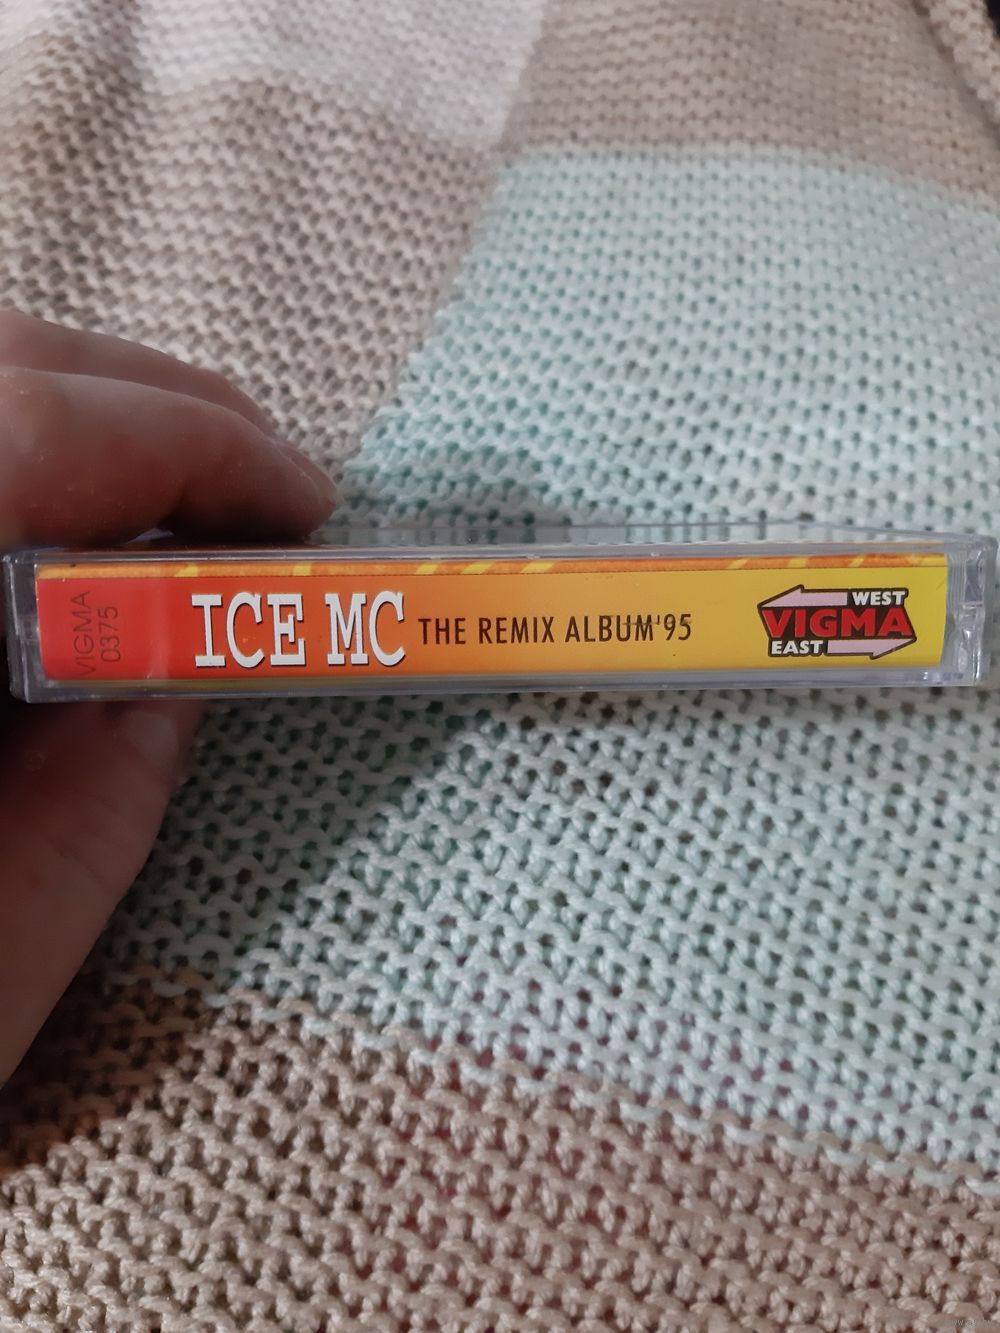 VIGMA
0375
ICE MC THE REMIX ALBUM'95
WEST
VIGMA
EAST